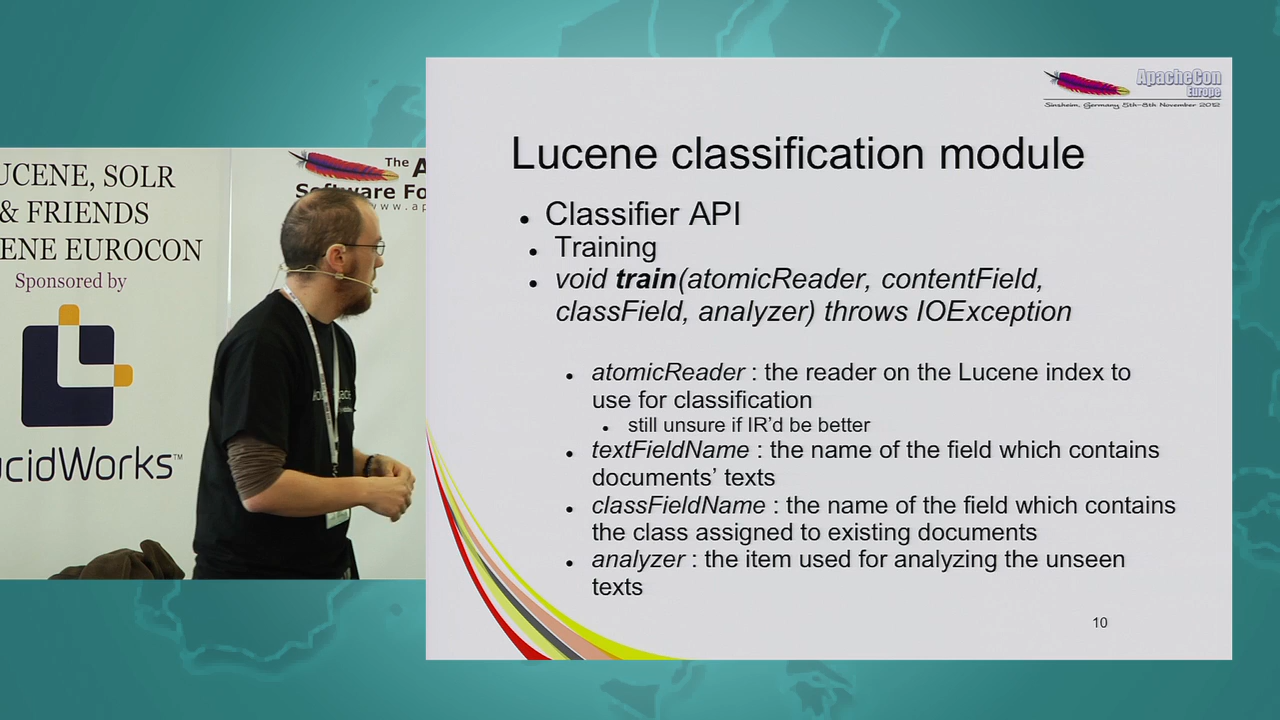 UCENE, SOLR
& FRIENDS
ENE EUROCON
Sponsored by
ucidWorks™
The A
Software Fo
www.ap
ApacheCon
Europe
Sinsheim, Germany, 5th-8th November 2012
Lucene classification module
• Classifier API
• Training
• void train(atomicReader, contentField,
classField, analyzer) throws IOException
• atomicReader : the reader on the Lucene index to
use for classification
• still unsure if IR'd be better
• textFieldName : the name of the field which contains
documents' texts
• classFieldName : the name of the field which contains
the class assigned to existing documents
• analyzer : the item used for analyzing the unseen
texts
10